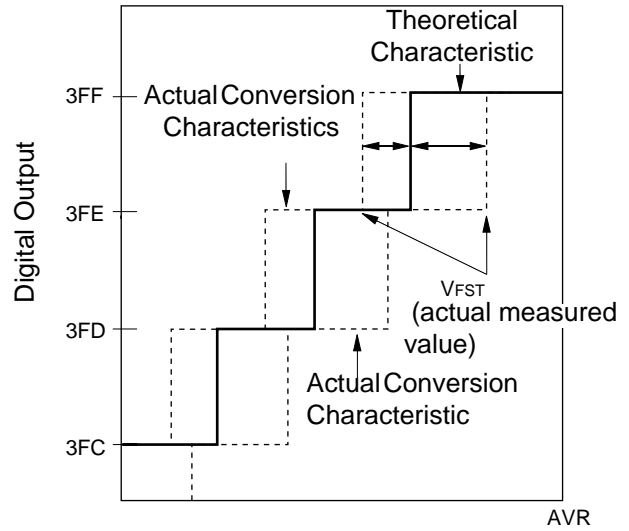 Theoretical
Characteristic
Actual Conversion
Characteristics
3FF
3FE
3FD
3FC
Digital Output
VFST
(actual measured
value)
Actual Conversion
Characteristic
AVR